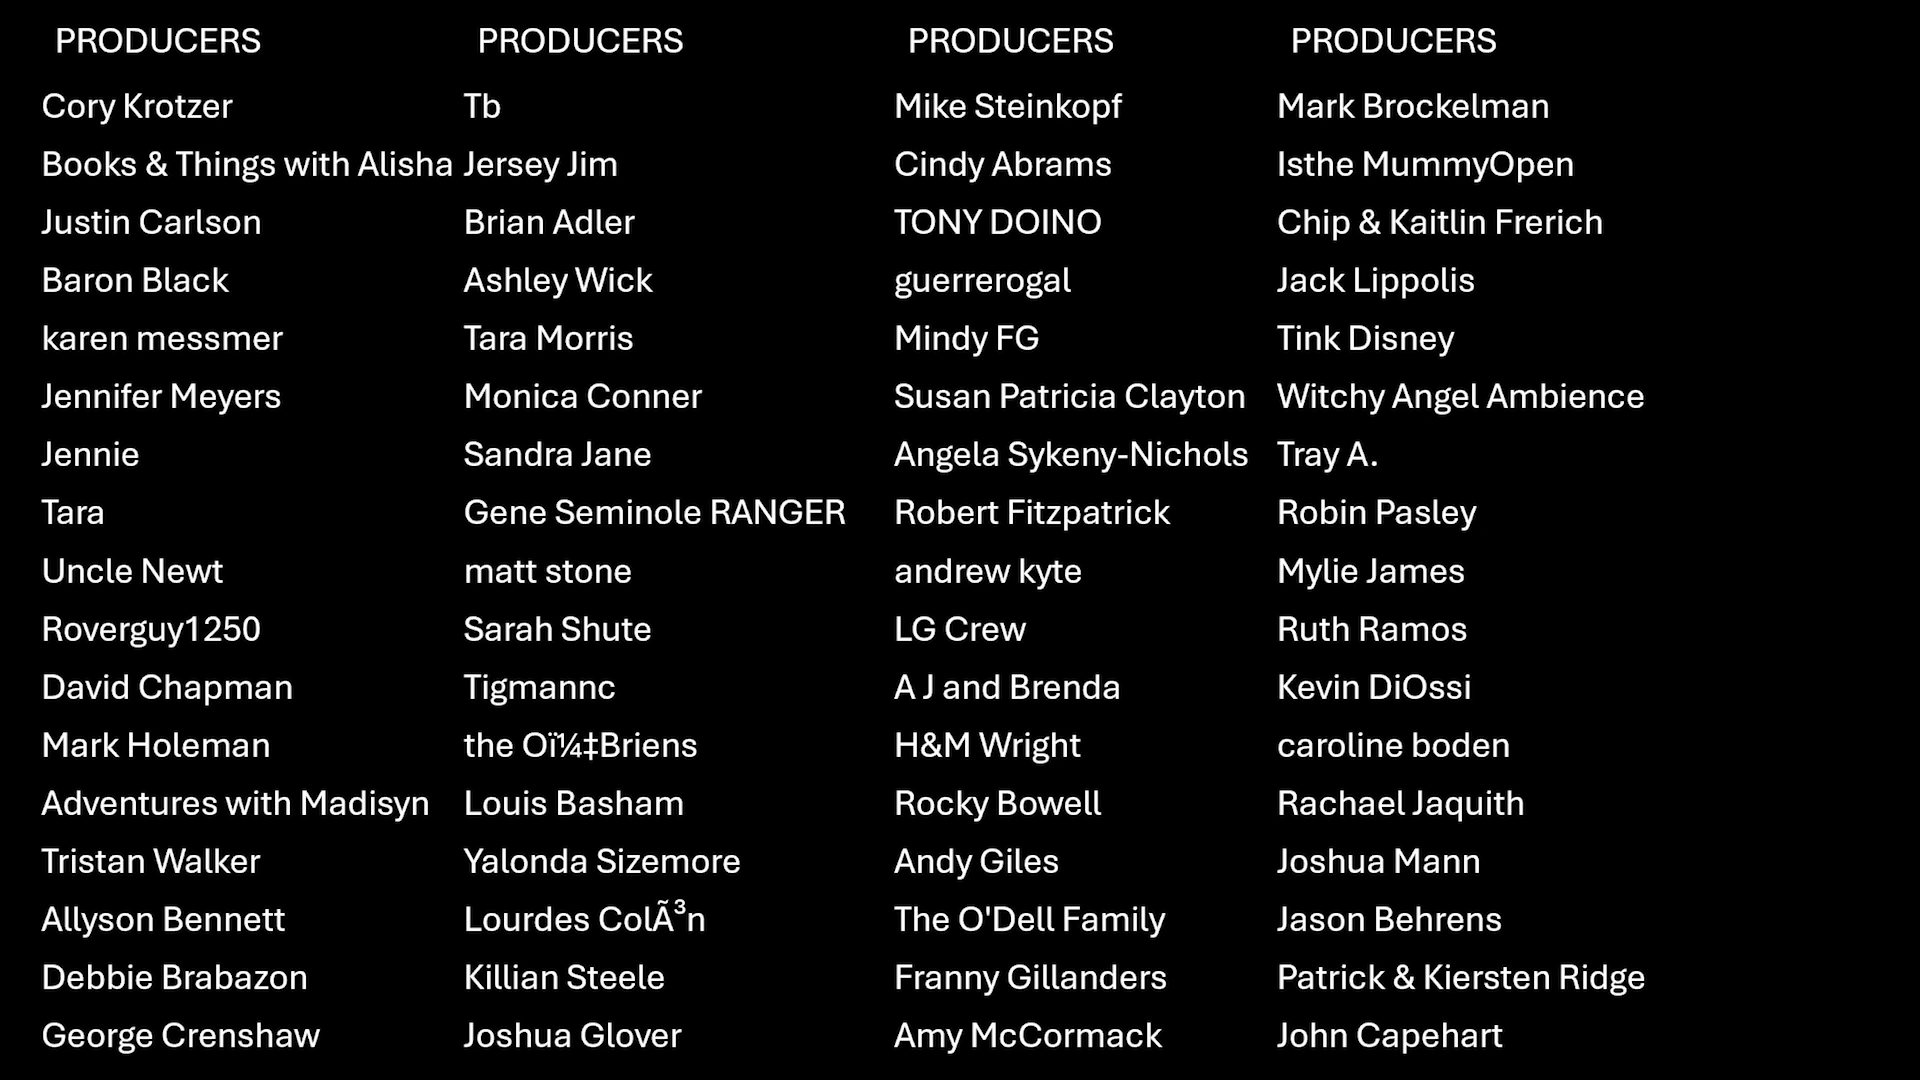 PRODUCERS
Cory Krotzer
Books & Things with Alisha
Justin Carlson
Baron Black
karen messmer
Jennifer Meyers
Jennie
Tara
Uncle Newt
Roverguy1250
David Chapman
Mark Holeman
Adventures with Madisyn
Tristan Walker
Allyson Bennett
Debbie Brabazon
George Crenshaw
PRODUCERS
Tb
Jersey Jim
Brian Adler
Ashley Wick
Tara Morris
Monica Conner
Sandra Jane
Gene Seminole RANGER
matt stone
Sarah Shute
Tigmannc
the Oï¼‡Briens
Louis Basham
Yalonda Sizemore
Lourdes ColÃ³n
Killian Steele
Joshua Glover
PRODUCERS
Mike Steinkopf
Cindy Abrams
TONY DOINO
guerrerogal
Mindy FG
Susan Patricia Clayton
Angela Sykeny-Nichols
Robert Fitzpatrick
andrew kyte
LG Crew
A J and Brenda
H&M Wright
Rocky Bowell
Andy Giles
The O'Dell Family
Franny Gillanders
Amy McCormack
PRODUCERS
Mark Brockelman
Isthe MummyOpen
Chip & Kaitlin Frerich
Jack Lippolis
Tink Disney
Witchy Angel Ambience
Tray A.
Robin Pasley
Mylie James
Ruth Ramos
Kevin DiOssi
caroline boden
Rachael Jaquith
Joshua Mann
Jason Behrens
Patrick & Kiersten Ridge
John Capehart